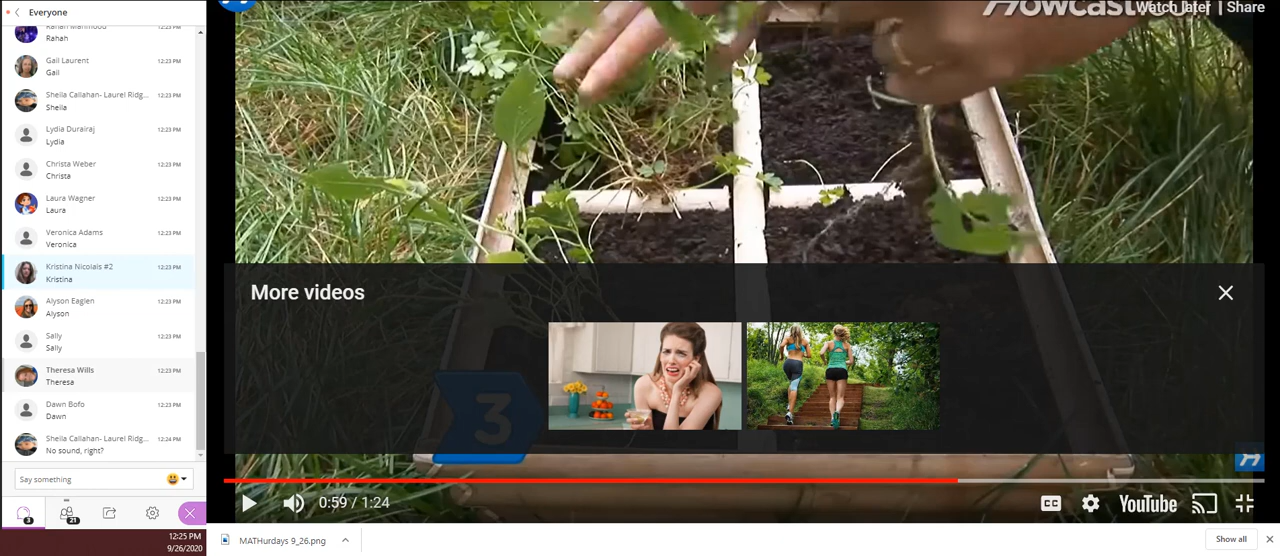 Everyone
Rahah
Gail Laurent 12:23 PM
Gail
Sheila Callahan- Laurel Ridg... 12:23 PM
Sheila
Lydia Durairaj 12:23 PM
Lydia
Christa Weber 12:23 PM
Christa
Laura Wagner 12:23 PM
Laura
Veronica Adams 12:23 PM
Veronica
Kristina Nicolais #2 12:23 PM
Kristina
Alyson Eaglen 12:23 PM
Alyson
Sally 12:23 PM
Sally
Theresa Wills 12:23 PM
Theresa
Dawn Bofo 12:23 PM
Dawn
Sheila Callahan- Laurel Ridg... 12:24 PM
No sound, right?
Say something
3
21
12:25 PM
9/26/2020
Howcast.com
Watch later | Share
More videos
3
0:59 / 1:24
CC
YouTube
MATHurdays 9_26.png
Show all